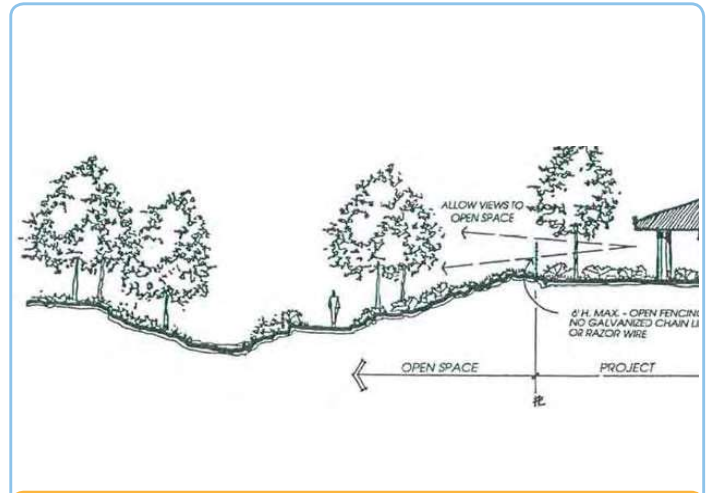 ALLOW VIEWS TO
OPEN SPACE
6' H. MAX. - OPEN FENCING
NO GALVANIZED CHAIN
OR RAZOR WIRE
OPEN SPACE
PROJECT